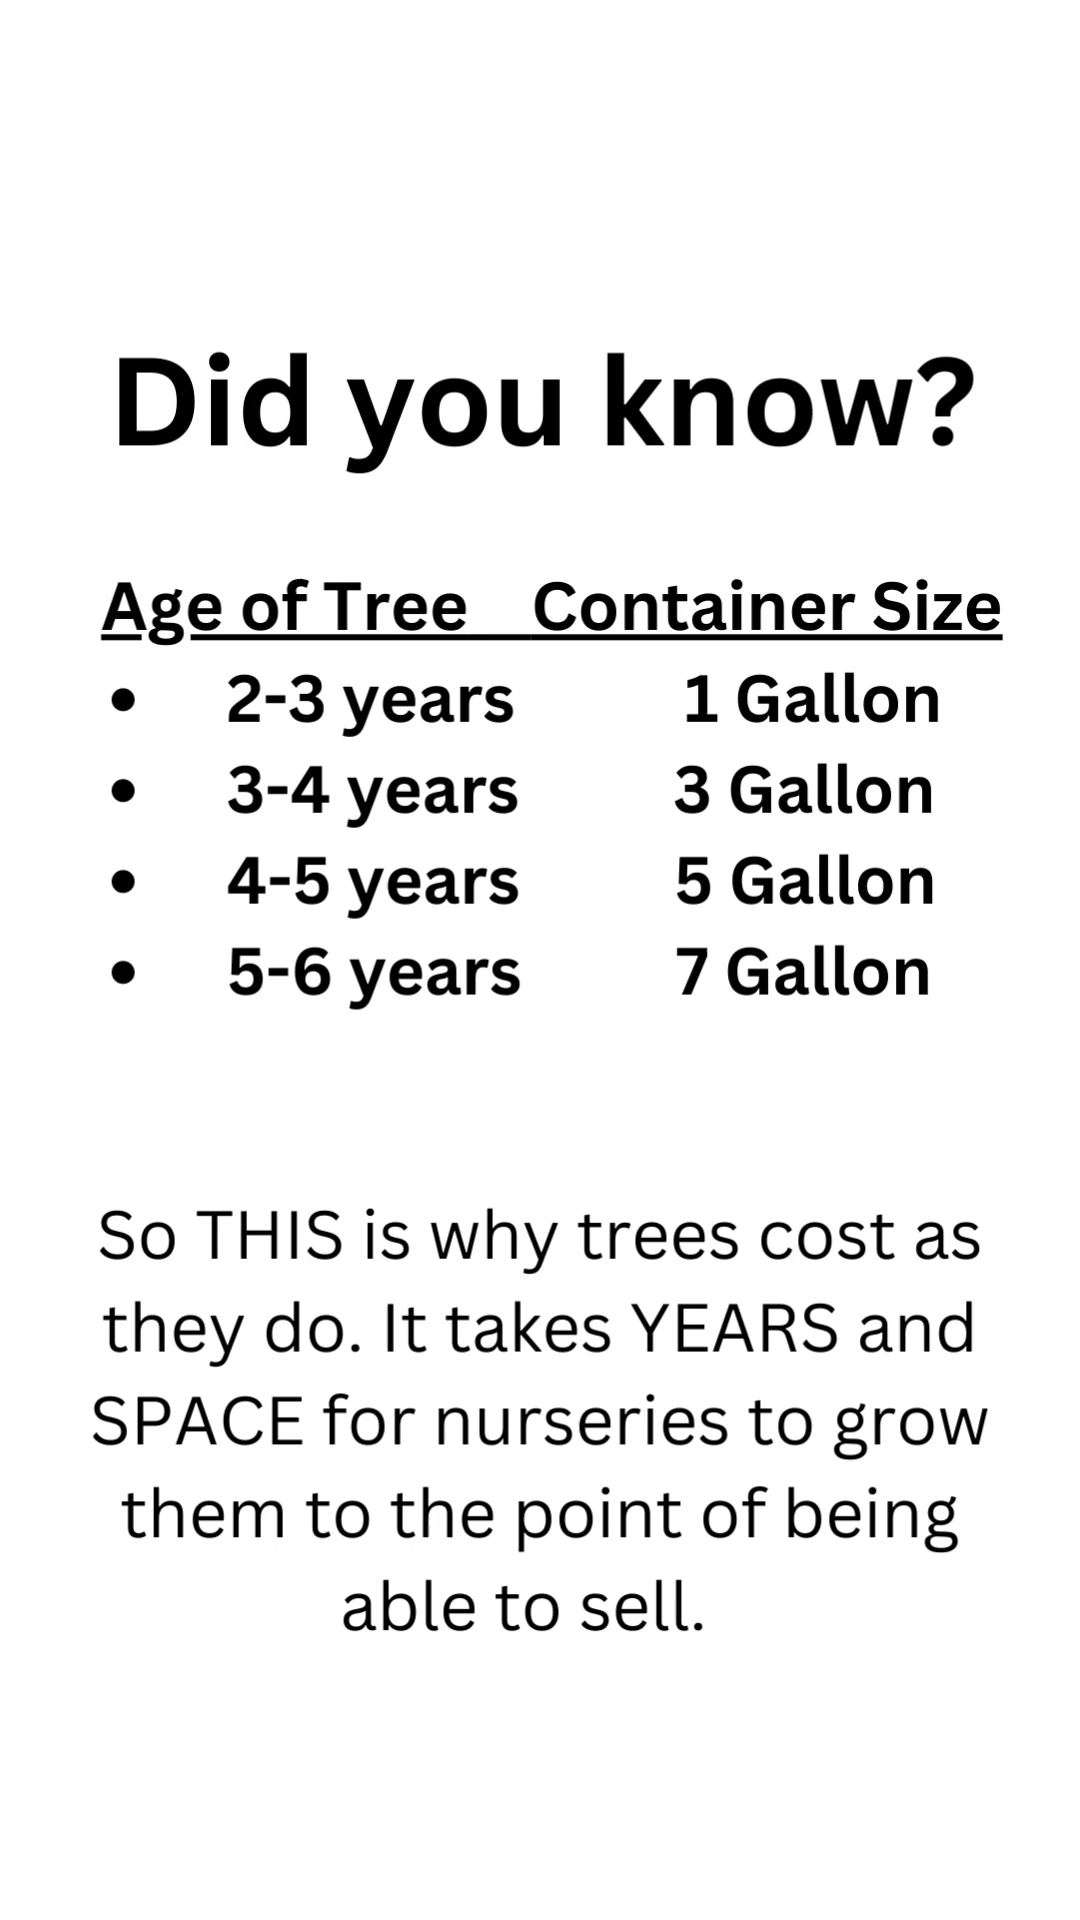 Did you know?
Age of Tree Container Size
• 2-3 years 1 Gallon
• 3-4 years 3 Gallon
• 4-5 years 5 Gallon
• 5-6 years 7 Gallon
So THIS is why trees cost as
they do. It takes YEARS and
SPACE for nurseries to grow
them to the point of being
able to sell.